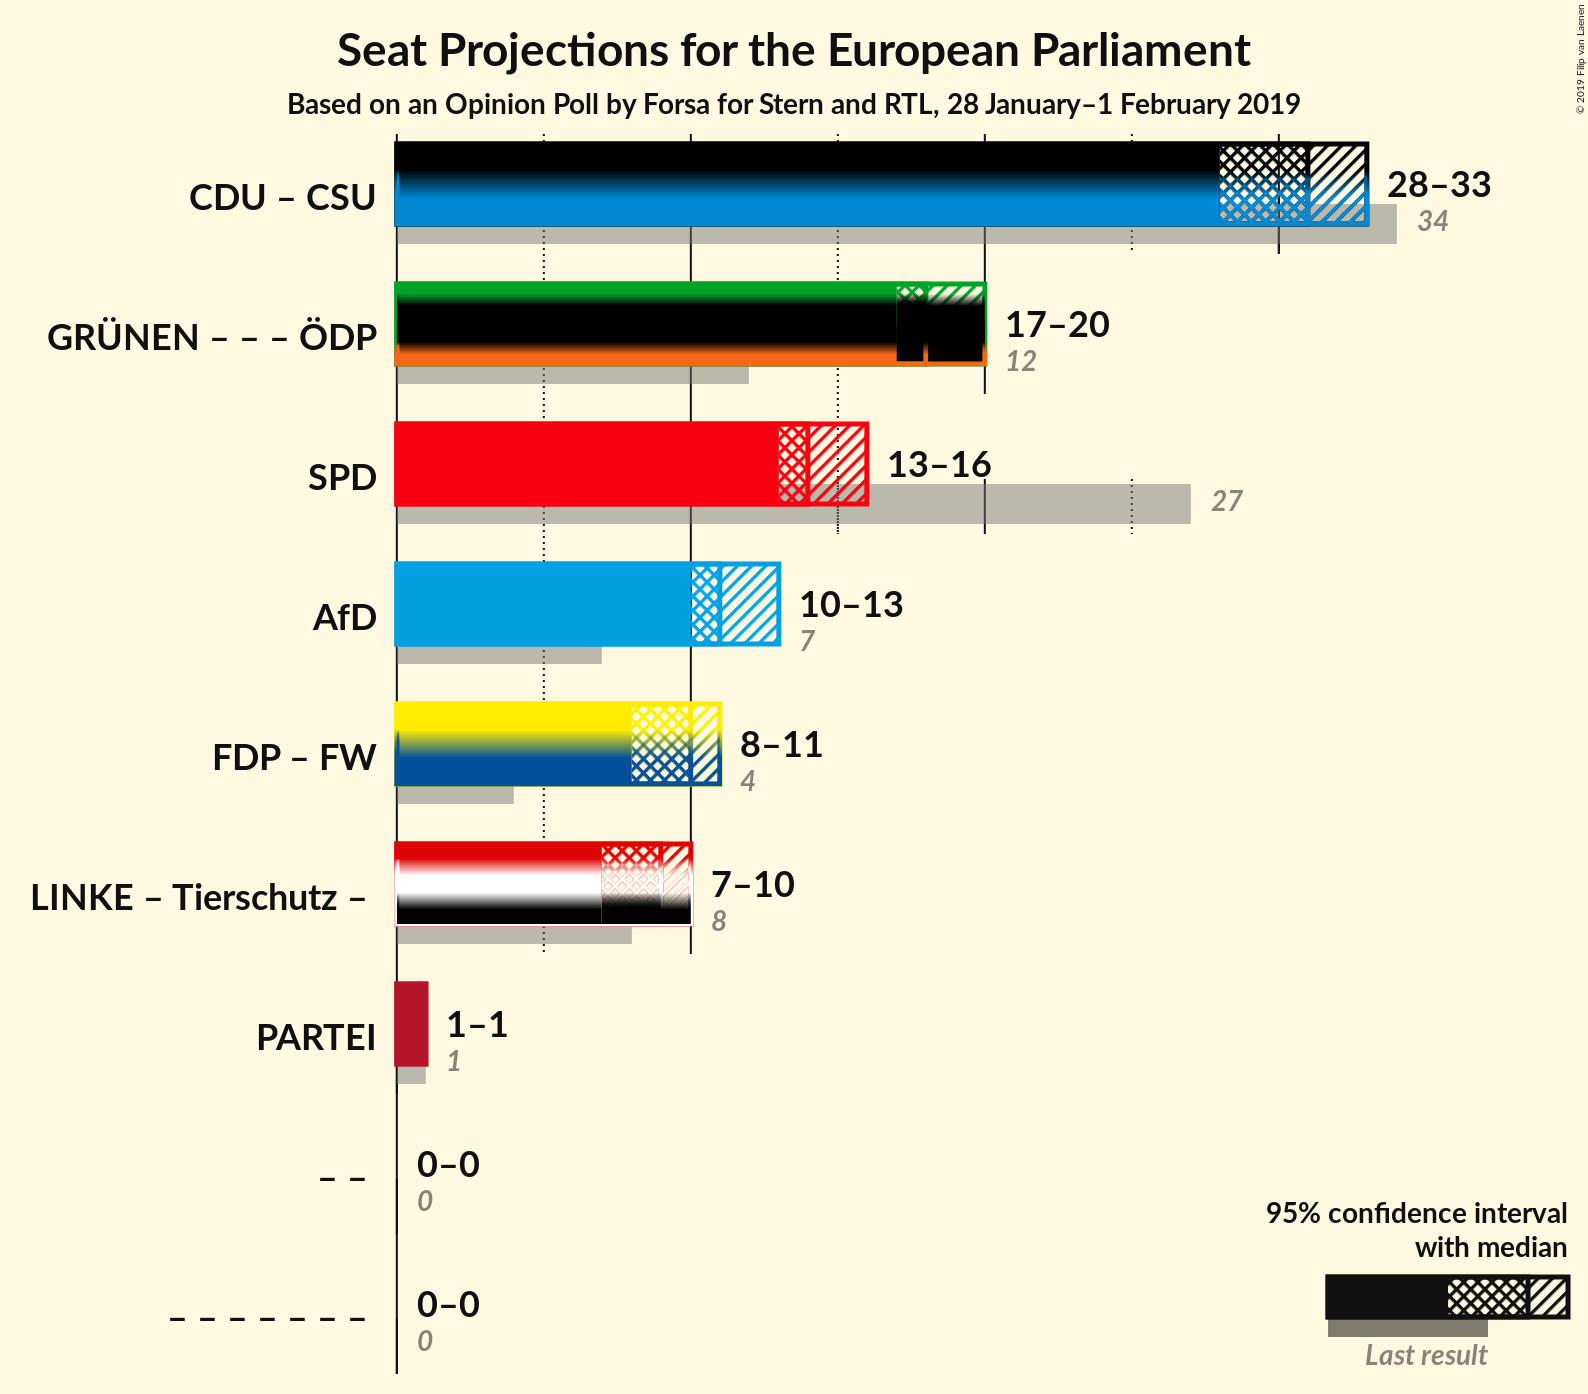 Seat Projections for the European Parliament
Based on an Opinion Poll by Forsa for Stern and RTL, 28 January–1 February 2019
© 2019 Filip van Laenen
CDU – CSU
28–33
34
GRÜNEN – – – ÖDP
17–20
12
SPD
13–16
27
AfD
10–13
7
FDP – FW
8–11
4
LINKE – Tierschutz –
7–10
8
PARTEI
1–1
1
– –
0–0
0
– – – – – – –
0–0
0
95% confidence interval
with median
Last result